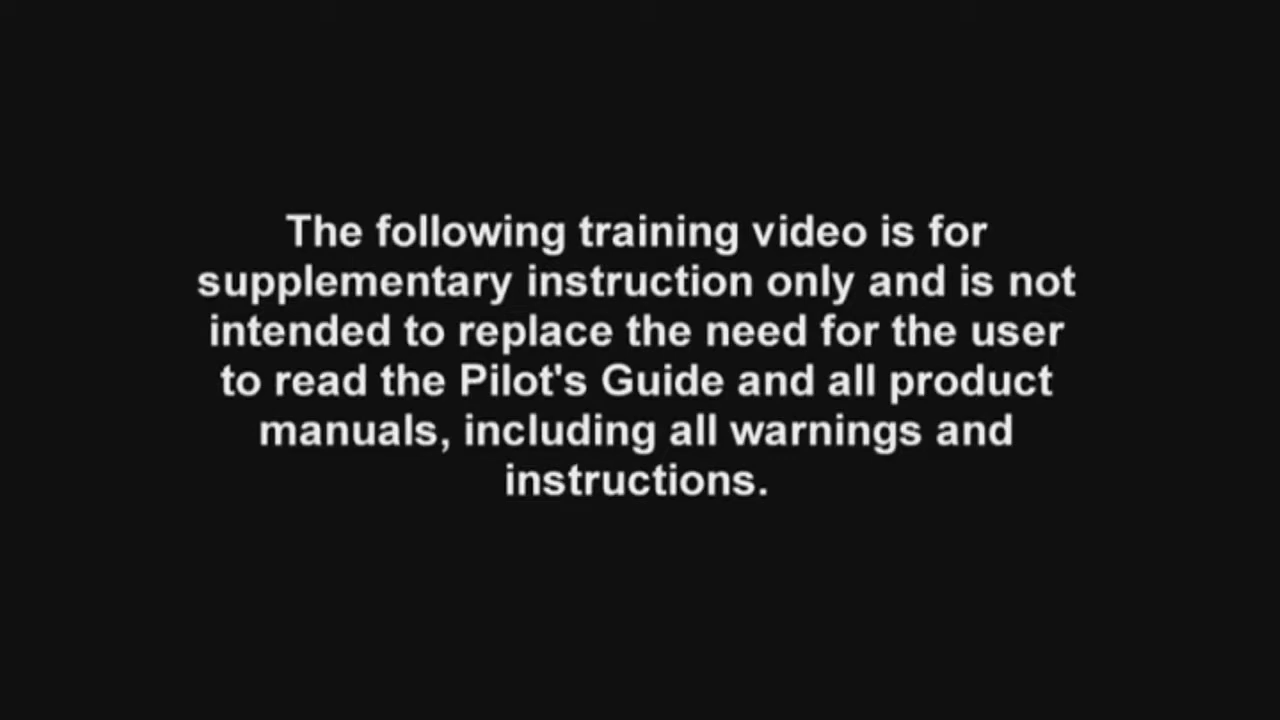 The following training video is for
supplementary instruction only and is not
intended to replace the need for the user
to read the Pilot's Guide and all product
manuals, including all warnings and
instructions.